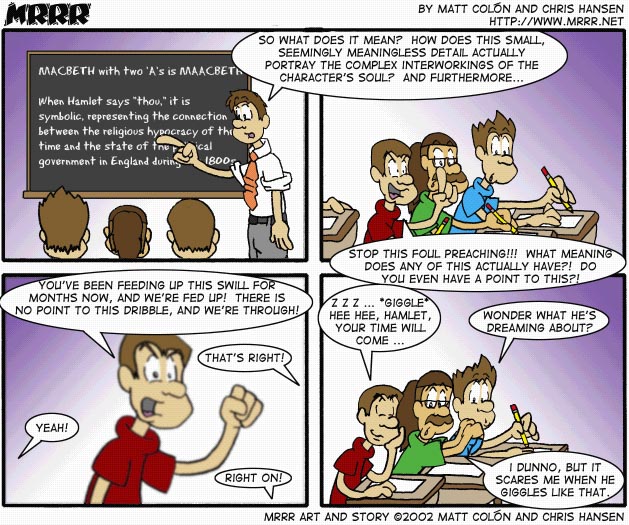 MRRR
BY MATT COLÓN AND CHRIS HANSEN
HTTP://WWW.MRRR.NET
SO WHAT DOES IT MEAN? HOW DOES THIS SMALL,
SEEMINGLY MEANINGLESS DETAIL ACTUALLY
PORTRAY THE COMPLEX INTERWORKINGS OF THE
CHARACTER'S SOUL? AND FURTHERMORE...
MACBETH with two 'A's is MAACBETH
When Hamlet says "thou," it is
symbolic, representing the connection
between the religious hypocracy of the
time and the state of the
government in England during 1800s
STOP THIS FOUL PREACHING!!! WHAT MEANING
DOES ANY OF THIS ACTUALLY HAVE?! DO
YOU EVEN HAVE A POINT TO THIS?!
YOU'VE BEEN FEEDING UP THIS SWILL FOR
MONTHS NOW, AND WE'RE FED UP! THERE IS
NO POINT TO THIS DRIBBLE, AND WE'RE THROUGH!
THAT'S RIGHT!
YEAH!
RIGHT ON!
Z Z Z ... *GIGGLE*
HEE HEE, HAMLET,
YOUR TIME WILL
COME ...
WONDER WHAT HE'S
DREAMING ABOUT?
I DUNNO, BUT IT
SCARES ME WHEN HE
GIGGLES LIKE THAT.
MRRR ART AND STORY ©2002 MATT COLÓN AND CHRIS HANSEN